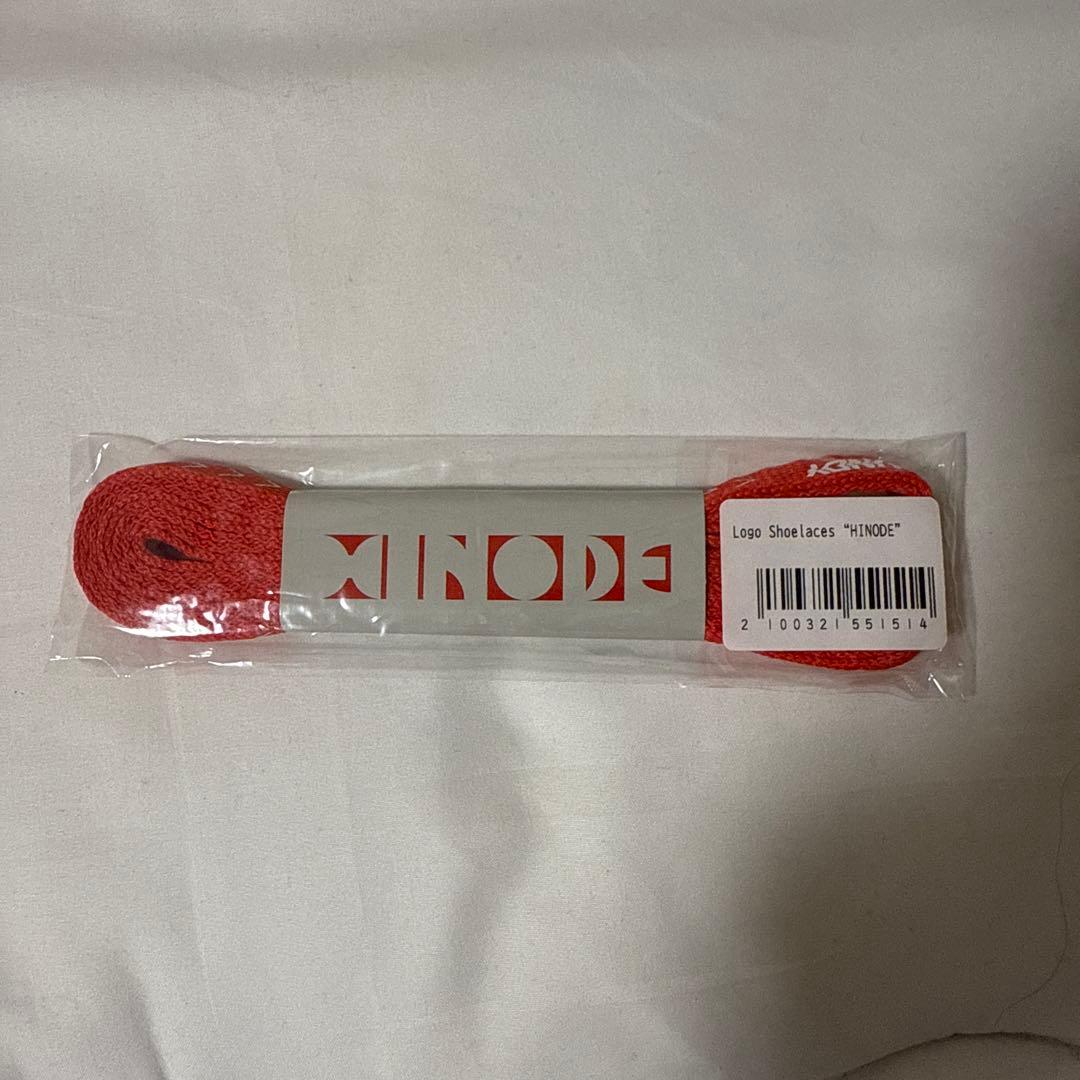 HINODE
Logo Shoelaces “HINODE”
2 100321 551514